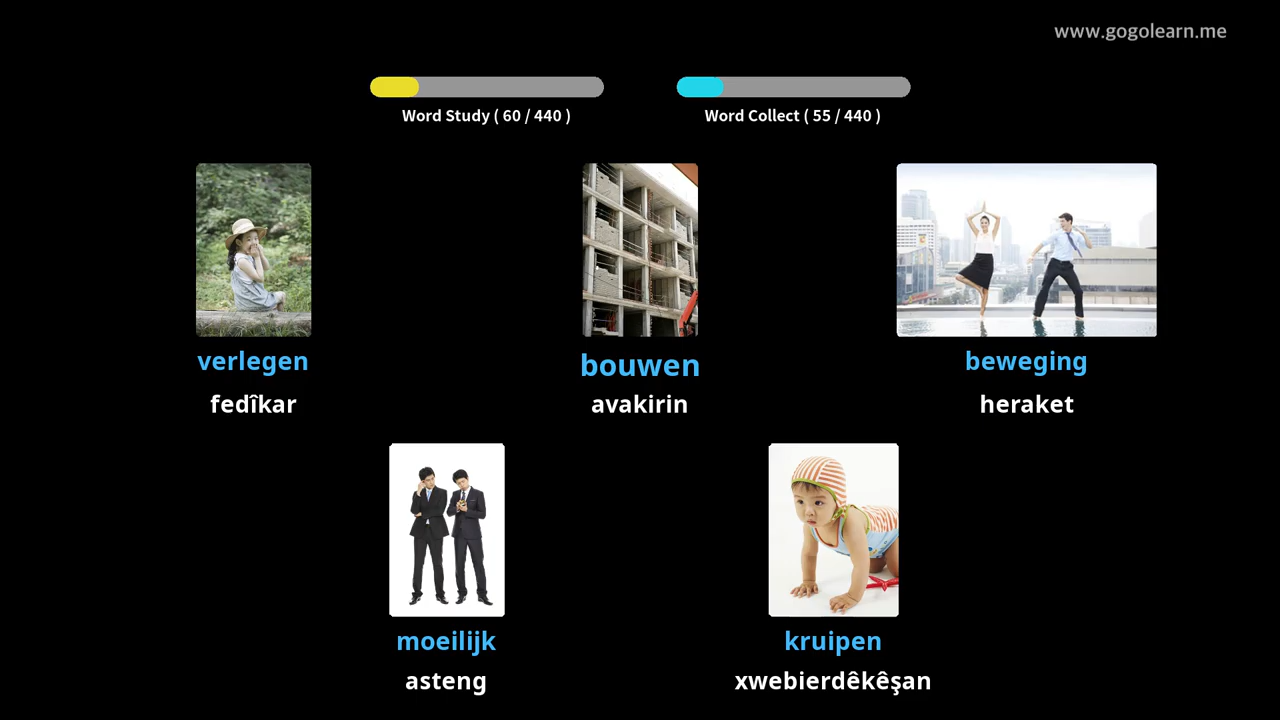 www.gogolearn.me
Word Study ( 60 / 440 )
Word Collect ( 55 / 440 )
verlegen
fedîkar
bouwen
avakirin
beweging
heraket
moeilijk
asteng
kruipen
xwebierdêkêşan